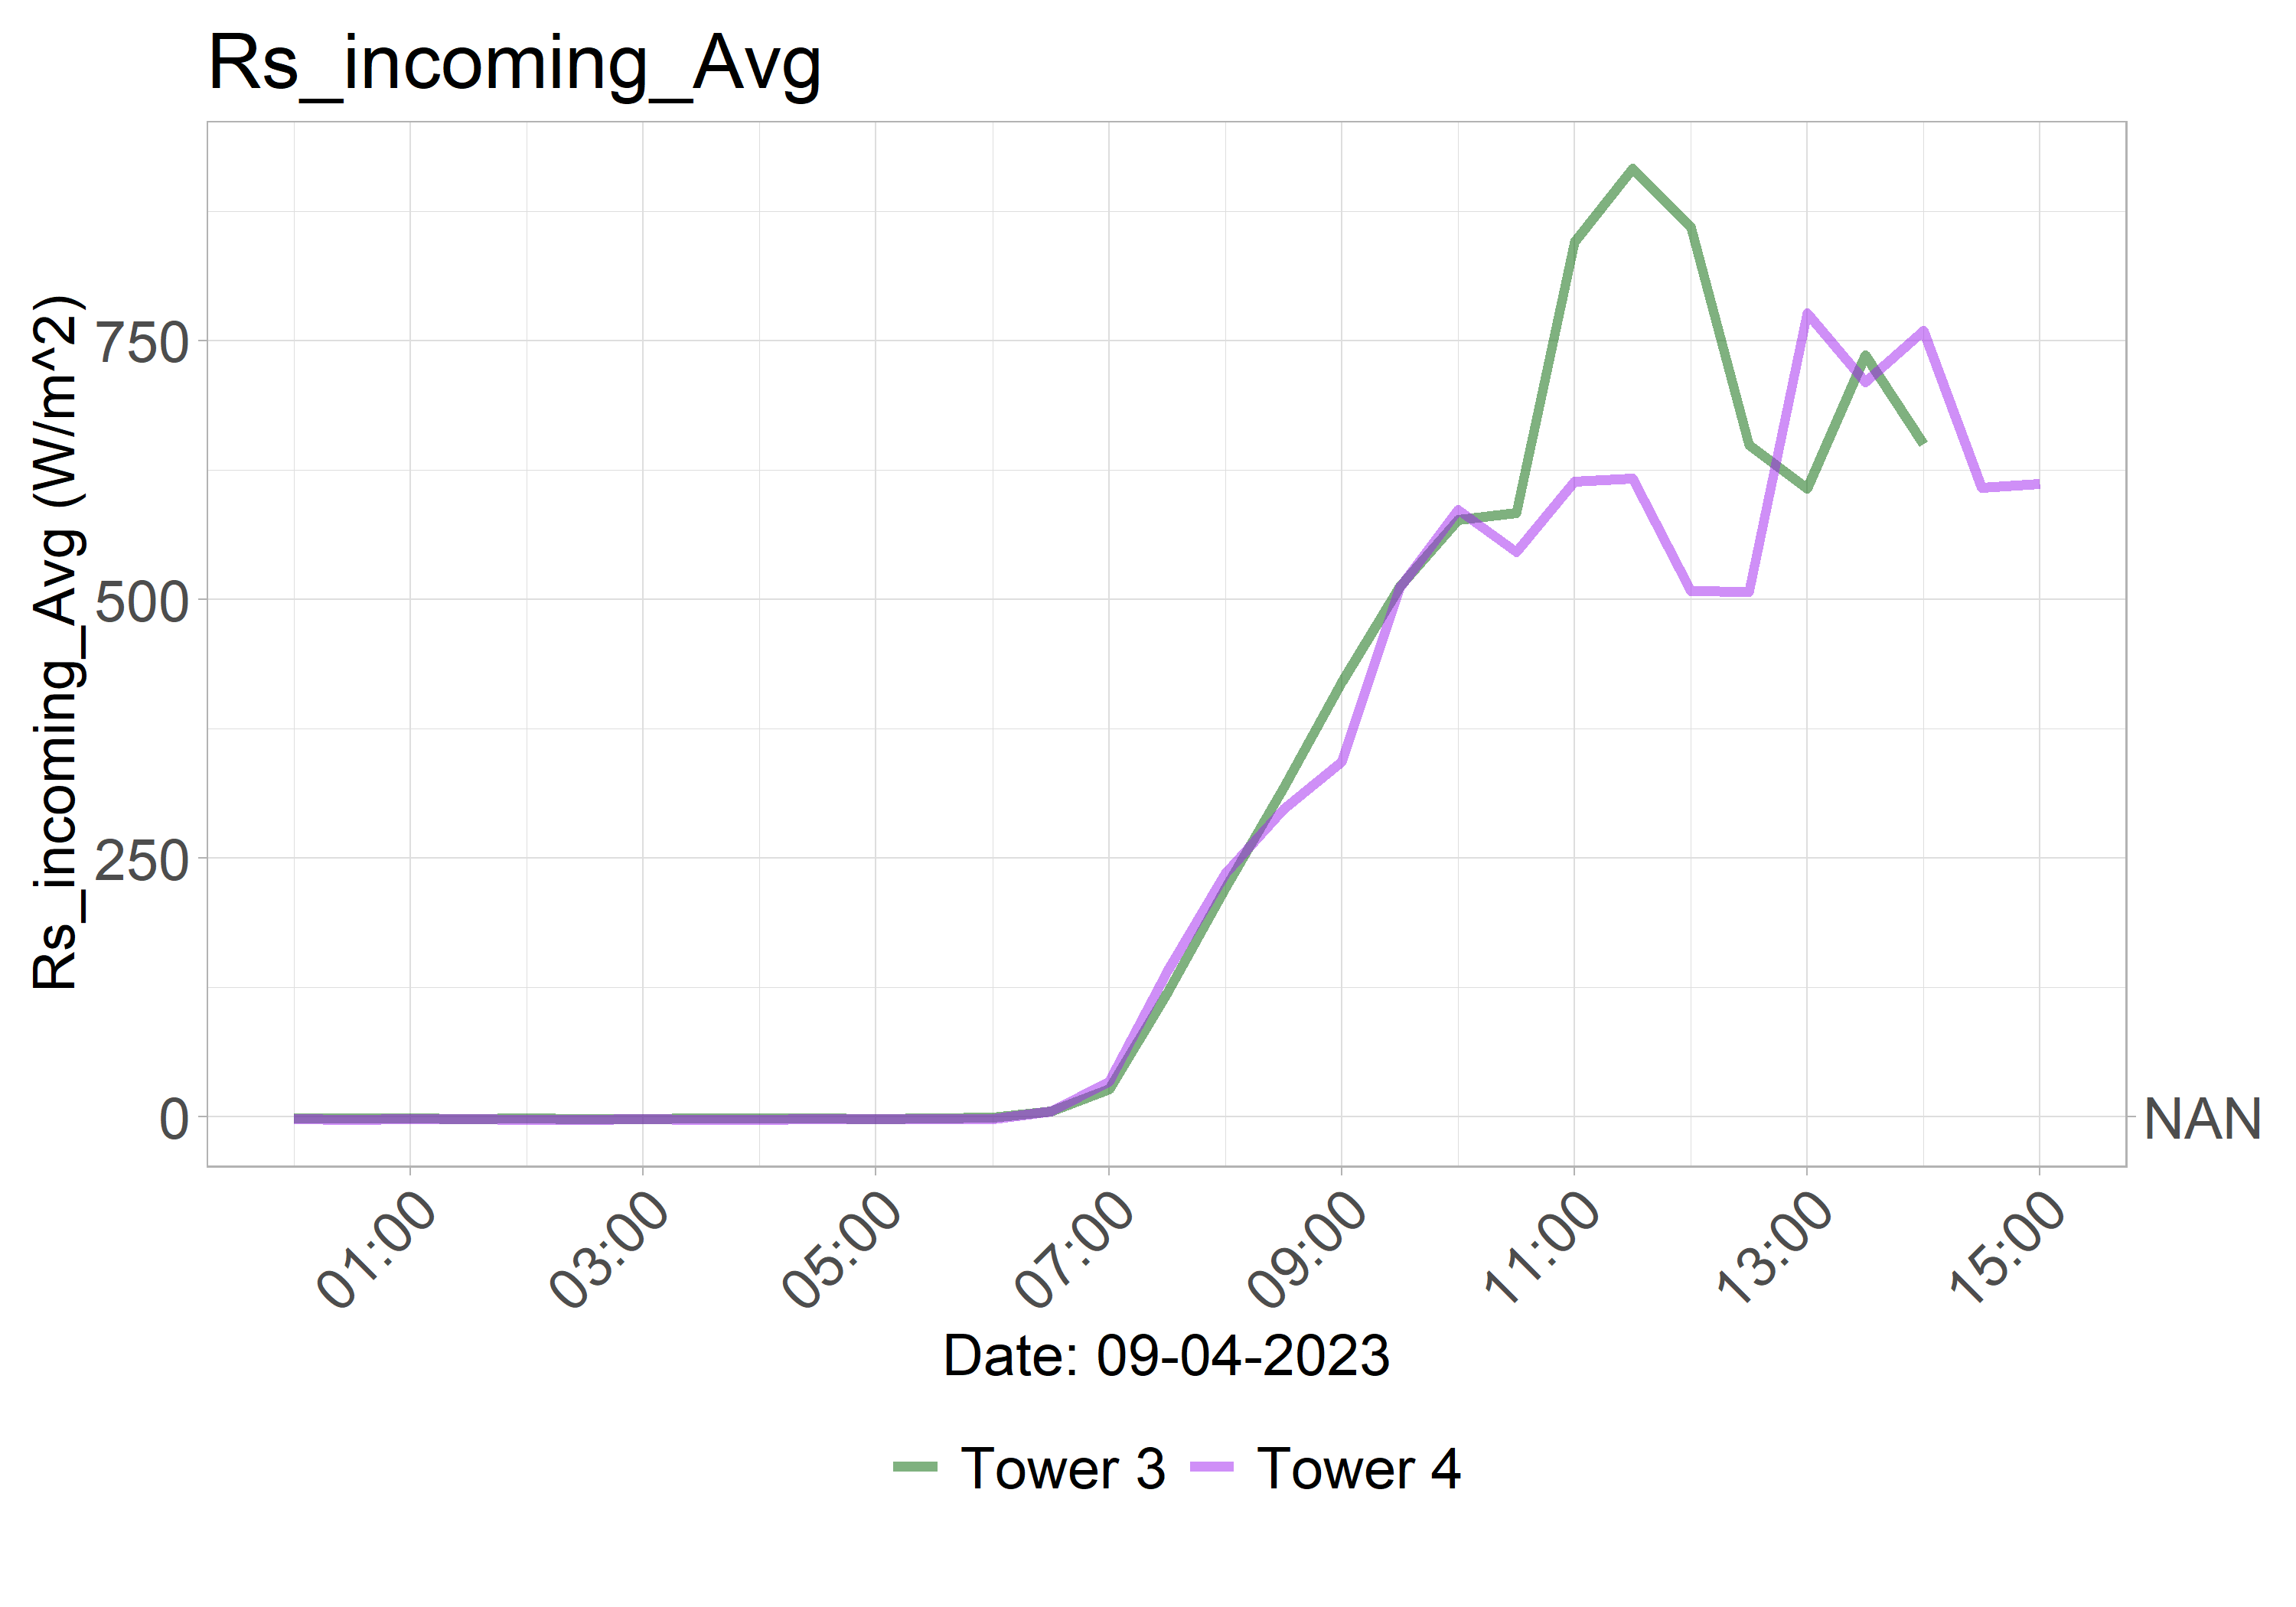 Rs_incoming_Avg
Rs_incoming_Avg (W/m^2)
750
500
250
0
NAN
01:00
03:00
05:00
07:00
09:00
11:00
13:00
15:00
Date: 09-04-2023
Tower 3
Tower 4